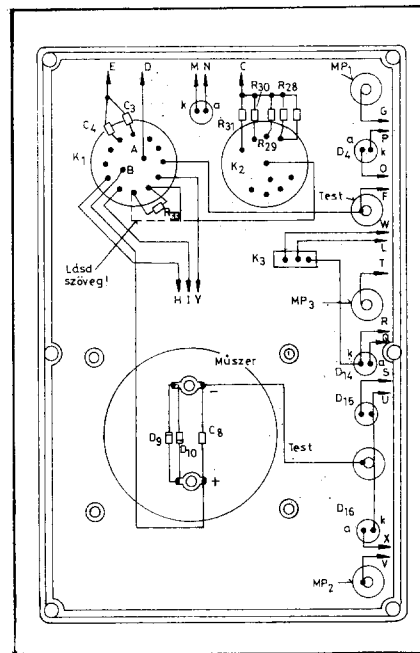 E D M N C
MP1
C4 C3
k a
R30 R28
R31
R29
G
P
a
D4 k
O
K1
A
B
K2
Test
F
R33
W
L
K3
T
Lásd
szöveg!
H I Y
MP3
R
Q
k
a
D14
S
Műszer
D15
U
-
D9
D10
C8
Test
+
D16
k
a
X
V
MP2